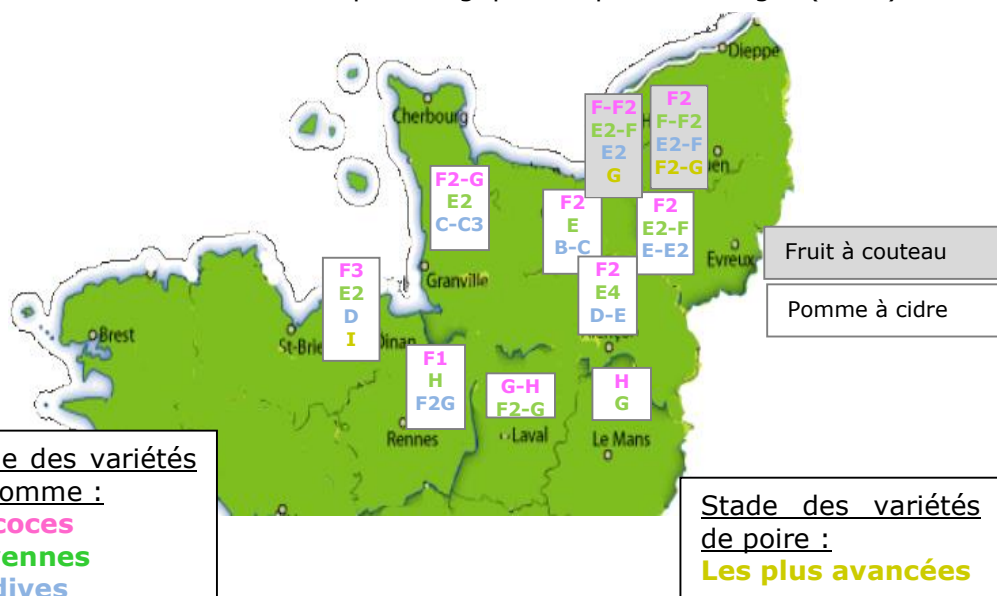 Dieppe
Cherbourg
F-F2
E2-F
E2
G
F2
F-F2
E2-F
F2-G
F2-G
E2
C-C3
F2
E
B-C
F2
E2-F
E-E2
Evreux
Fruit à couteau
Pomme à cidre
Granville
F3
E2
D
I
F2
E4
D-E
Brest
St-Brie
Dinan
F1
H
F2G
G-H
F2-G
H
G
Rennes
Laval
Le Mans
e des variétés
omme :
coces
ennes
dives
Stade des variétés
de poire :
Les plus avancées